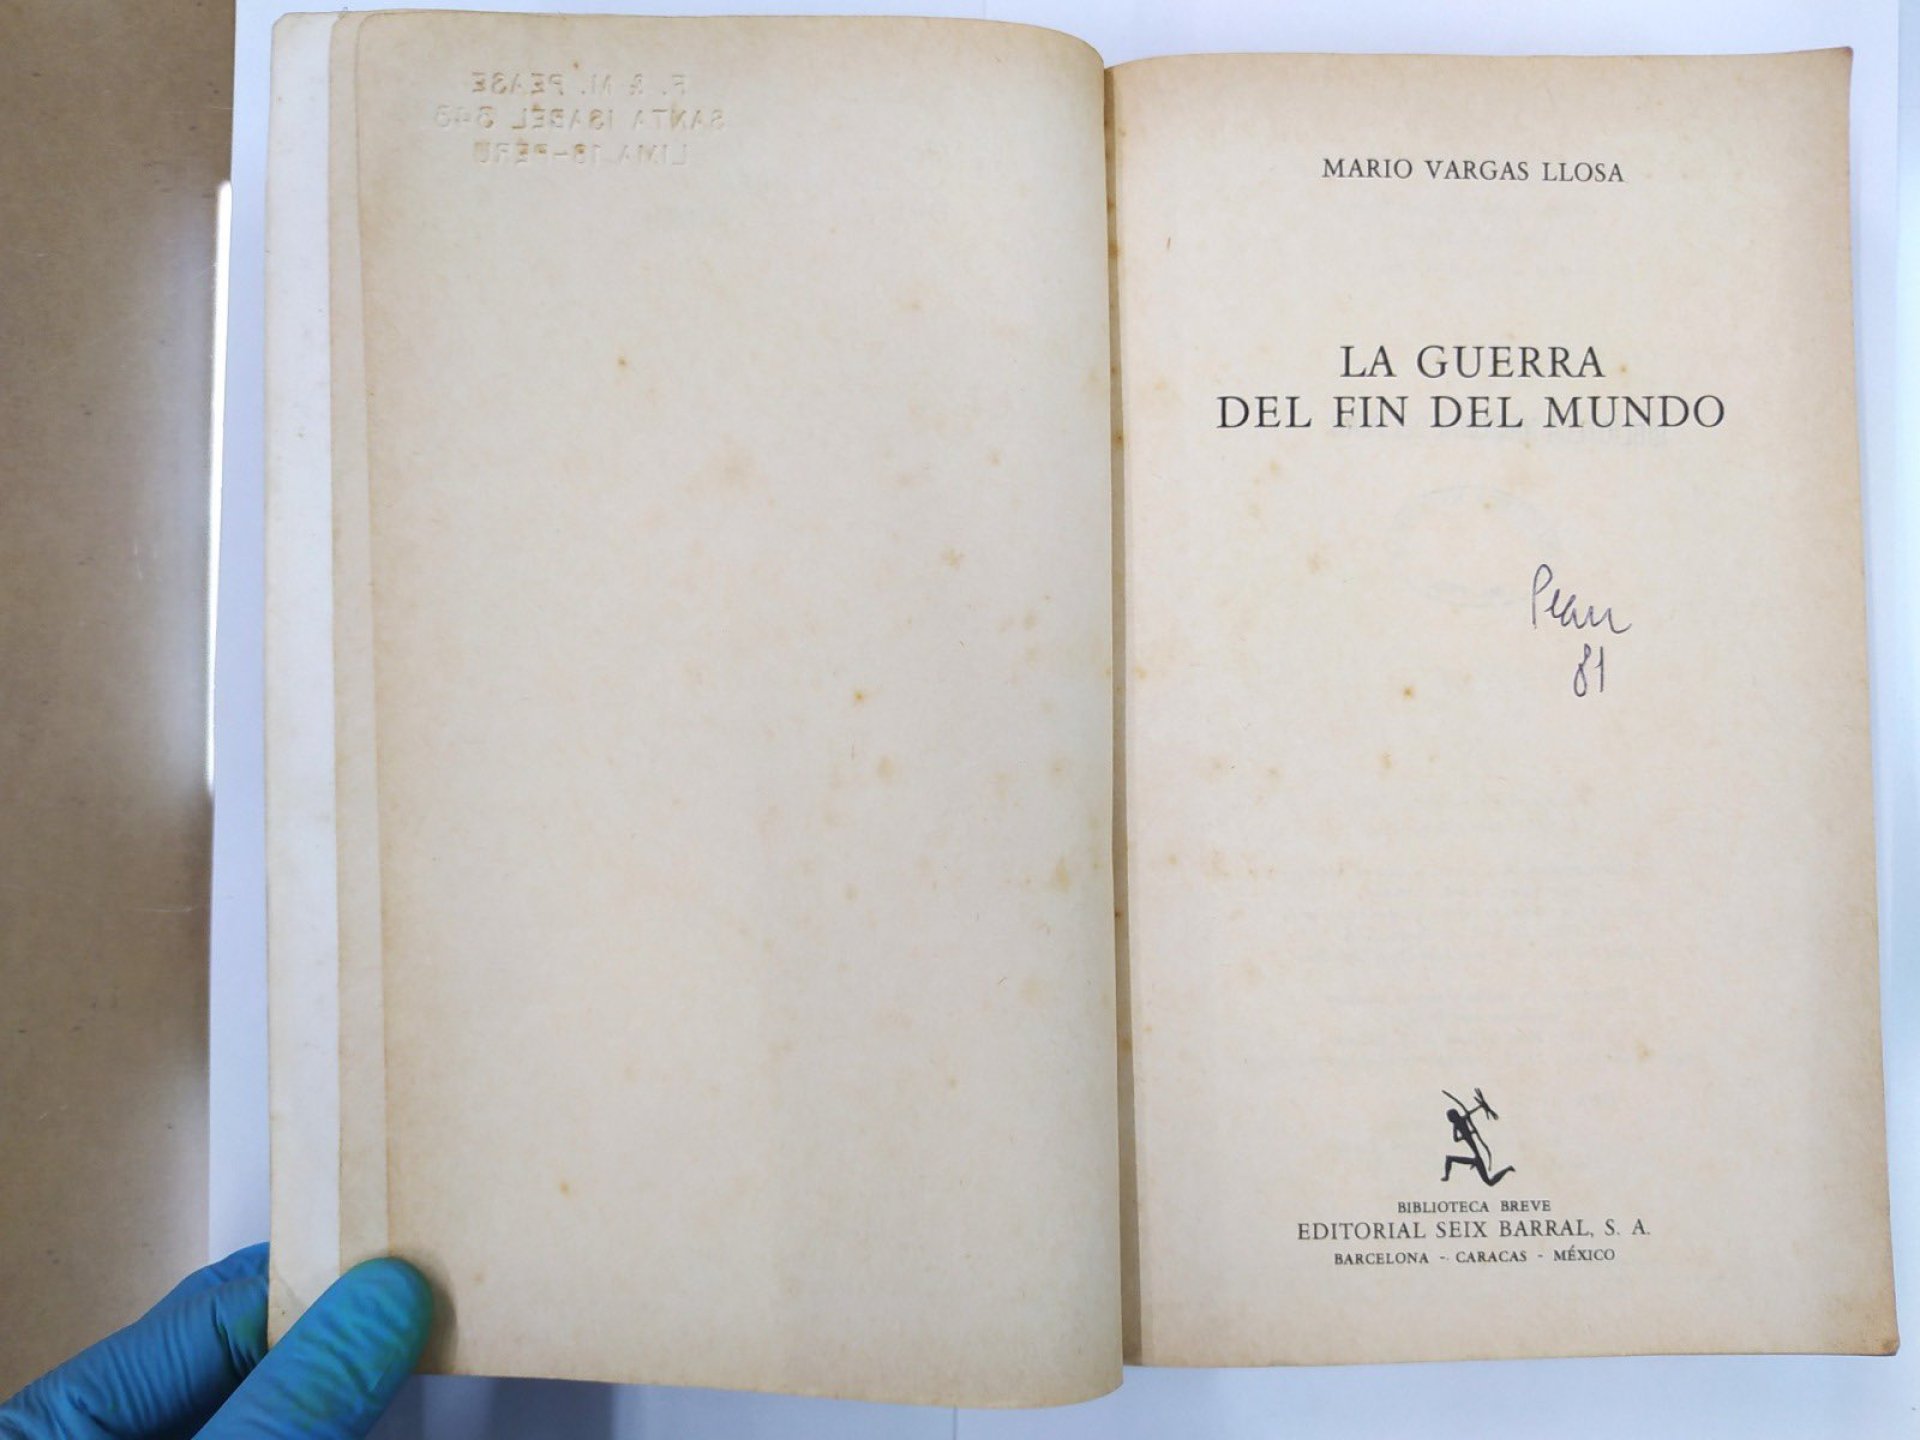 F. & M. PEASE
SANTA ISABEL
LIMA 18-PERU
MARIO VARGAS LLOSA
LA GUERRA
DEL FIN DEL MUNDO
81
BIBLIOTECA BREVE
EDITORIAL SEIX BARRAL, S. A.
BARCELONA - CARACAS - MÉXICO